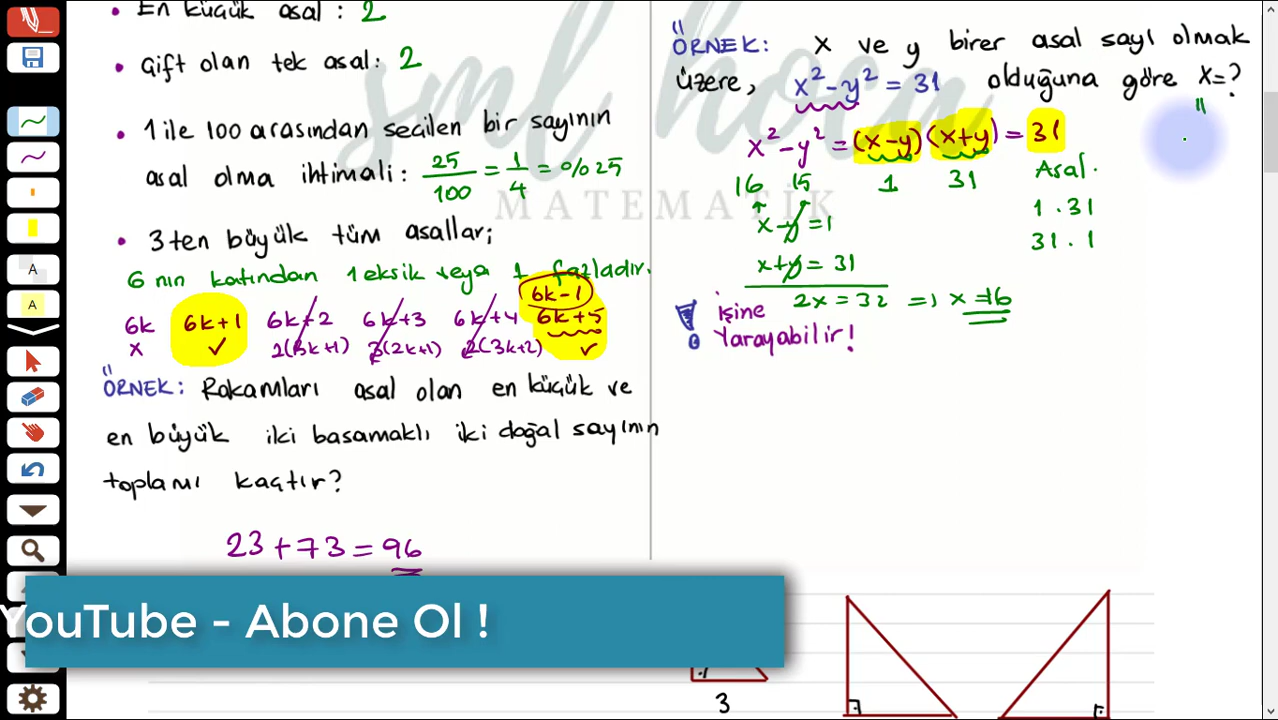 • En küçük asal : 2
• Çift olan tek asal: 2
• 1 ile 100 arasından seçilen bir sayının
asal olma ihtimali : 25/100 = 1/4 = %25
• 3 ten büyük tüm asallar;
6 nın katından 1 eksik veya 1 fazladır.
6k-1
6k 6k+1 6k+2 6k+3 6k+4 6k+5
x ✓ 2(3k+1) 3(2k+1) 2(3k+2) ✓
"ÖRNEK: Rakamları asal olan en küçük ve
en büyük iki basamaklı iki doğal sayının
toplamı kaçtır?
23 + 73 = 96
"ÖRNEK: x ve y birer asal sayı olmak
üzere, x² - y² = 31 olduğuna göre x=?"
x² - y² = (x-y) (x+y) = 31
16 15 1 31 Asal.
x-y = 1 1 . 31
x+y = 31 31 . 1
2x = 32 => x = 16
! işine
Yarayabilir!
sml hoca
MATEMATİK
YouTube - Abone Ol !
3
A
A